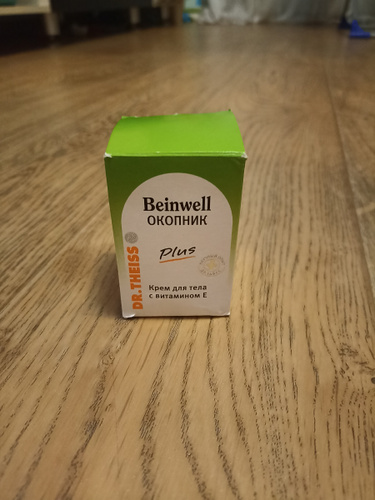 Beinwell
ОКОПНИК
Plus
DR.THEISS
Крем для тела
с витамином Е